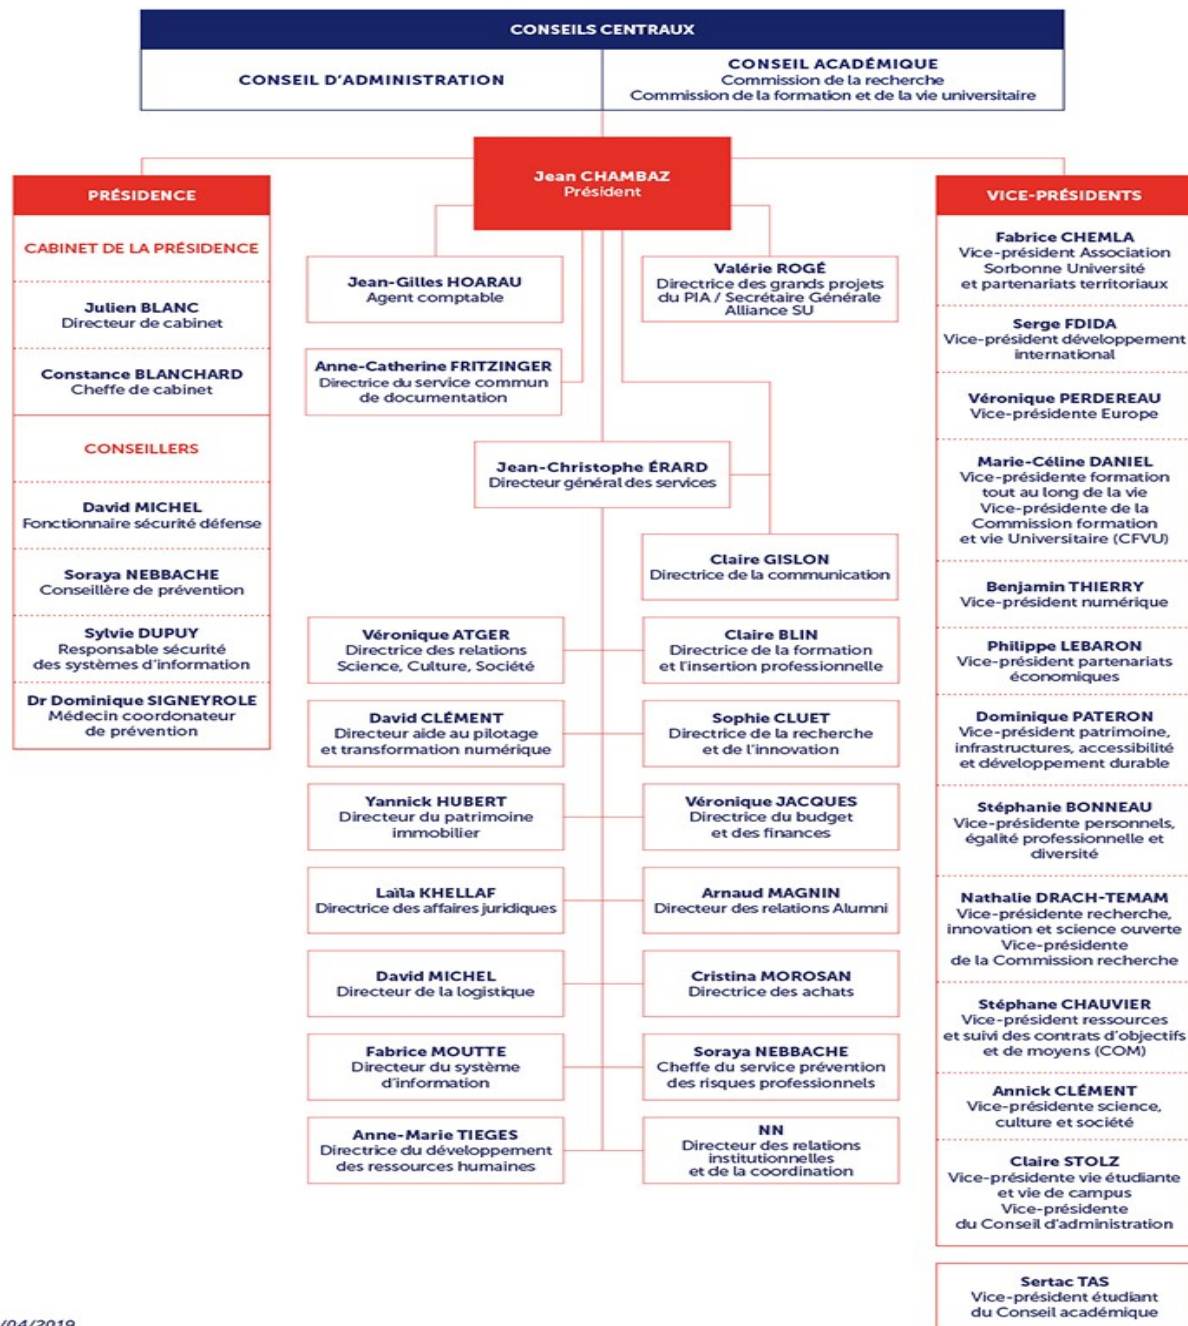 CONSEILS CENTRAUX
CONSEIL D'ADMINISTRATION
CONSEIL ACADÉMIQUE
Commission de la recherche
Commission de la formation et de la vie universitaire
Jean CHAMBAZ
Président
PRÉSIDENCE
CABINET DE LA PRÉSIDENCE
Julien BLANC
Directeur de cabinet
Constance BLANCHARD
Cheffe de cabinet
CONSEILLERS
David MICHEL
Fonctionnaire sécurité défense
Soraya NEBBACHE
Conseillère de prévention
Sylvie DUPUY
Responsable sécurité
des systèmes d'information
Dr Dominique SIGNEYROLE
Médecin coordonateur
de prévention
Jean-Gilles HOARAU
Agent comptable
Valérie ROGÉ
Directrice des grands projets
du PIA / Secrétaire Générale
Alliance SU
Anne-Catherine FRITZINGER
Directrice du service commun
de documentation
Jean-Christophe ÉRARD
Directeur général des services
Claire GISLON
Directrice de la communication
Véronique ATGER
Directrice des relations
Science, Culture, Société
Claire BLIN
Directrice de la formation
et l'insertion professionnelle
David CLÉMENT
Directeur aide au pilotage
et transformation numérique
Sophie CLUET
Directrice de la recherche
et de l'innovation
Yannick HUBERT
Directeur du patrimoine
immobilier
Véronique JACQUES
Directrice du budget
et des finances
Laïla KHELLAF
Directrice des affaires juridiques
Arnaud MAGNIN
Directeur des relations Alumni
David MICHEL
Directeur de la logistique
Cristina MOROSAN
Directrice des achats
Fabrice MOUTTE
Directeur du système
d'information
Soraya NEBBACHE
Cheffe du service prévention
des risques professionnels
Anne-Marie TIEGES
Directrice du développement
des ressources humaines
NN
Directeur des relations
institutionnelles
et de la coordination
VICE-PRÉSIDENTS
Fabrice CHEMLA
Vice-président Association
Sorbonne Université
et partenariats territoriaux
Serge FDIDA
Vice-président développement
international
Véronique PERDEREAU
Vice-présidente Europe
Marie-Céline DANIEL
Vice-présidente formation
tout au long de la vie
Vice-présidente de la
Commission formation
et vie Universitaire (CFVU)
Benjamin THIERRY
Vice-président numérique
Philippe LEBARON
Vice-président partenariats
économiques
Dominique PATERON
Vice-président patrimoine,
infrastructures, accessibilité
et développement durable
Stéphanie BONNEAU
Vice-présidente personnels,
égalité professionnelle et
diversité
Nathalie DRACH-TEMAM
Vice-présidente recherche,
innovation et science ouverte
Vice-présidente
de la Commission recherche
Stéphane CHAUVIER
Vice-président ressources
et suivi des contrats d'objectifs
et de moyens (COM)
Annick CLÉMENT
Vice-présidente science,
culture et société
Claire STOLZ
Vice-présidente vie étudiante
et vie de campus
Vice-présidente
du Conseil d'administration
Sertac TAS
Vice-président étudiant
du Conseil académique
/04/2019